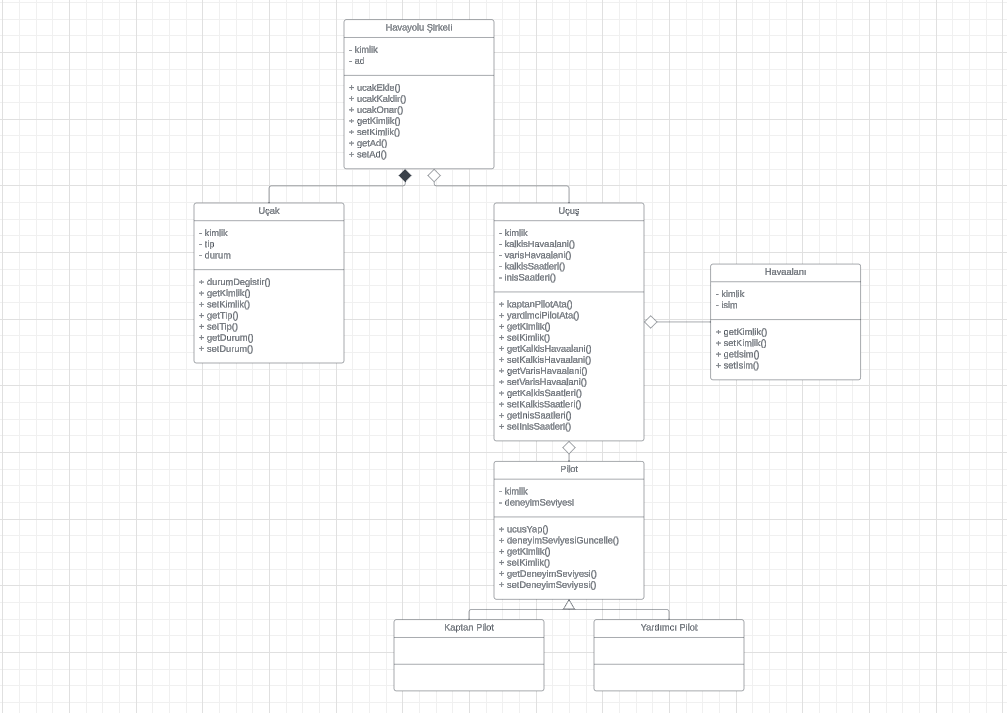 Havayolu Şirketi
- kimlik
- ad
+ ucakEkle()
+ ucakKaldir()
+ ucakOnar()
+ getKimlik()
+ setKimlik()
+ getAd()
+ setAd()
Uçak
- kimlik
- tip
- durum
+ durumDegistir()
+ getKimlik()
+ setKimlik()
+ getTip()
+ setTip()
+ getDurum()
+ setDurum()
Uçuş
- kimlik
- kalkisHavaalani()
- varisHavaalani()
- kalkisSaatleri()
- inisSaatleri()
+ kaptanPilotAta()
+ yardimciPilotAta()
+ getKimlik()
+ setKimlik()
+ getKalkisHavaalani()
+ setKalkisHavaalani()
+ getVarisHavaalani()
+ setVarisHavaalani()
+ getKalkisSaatleri()
+ setKalkisSaatleri()
+ getInisSaatleri()
+ setInisSaatleri()
Havaalanı
- kimlik
- isim
+ getKimlik()
+ setKimlik()
+ getIsim()
+ setIsim()
Pilot
- kimlik
- deneyimSeviyesi
+ ucusYap()
+ deneyimSeviyesiGuncelle()
+ getKimlik()
+ setKimlik()
+ getDeneyimSeviyesi()
+ setDeneyimSeviyesi()
Kaptan Pilot
Yardımcı Pilot